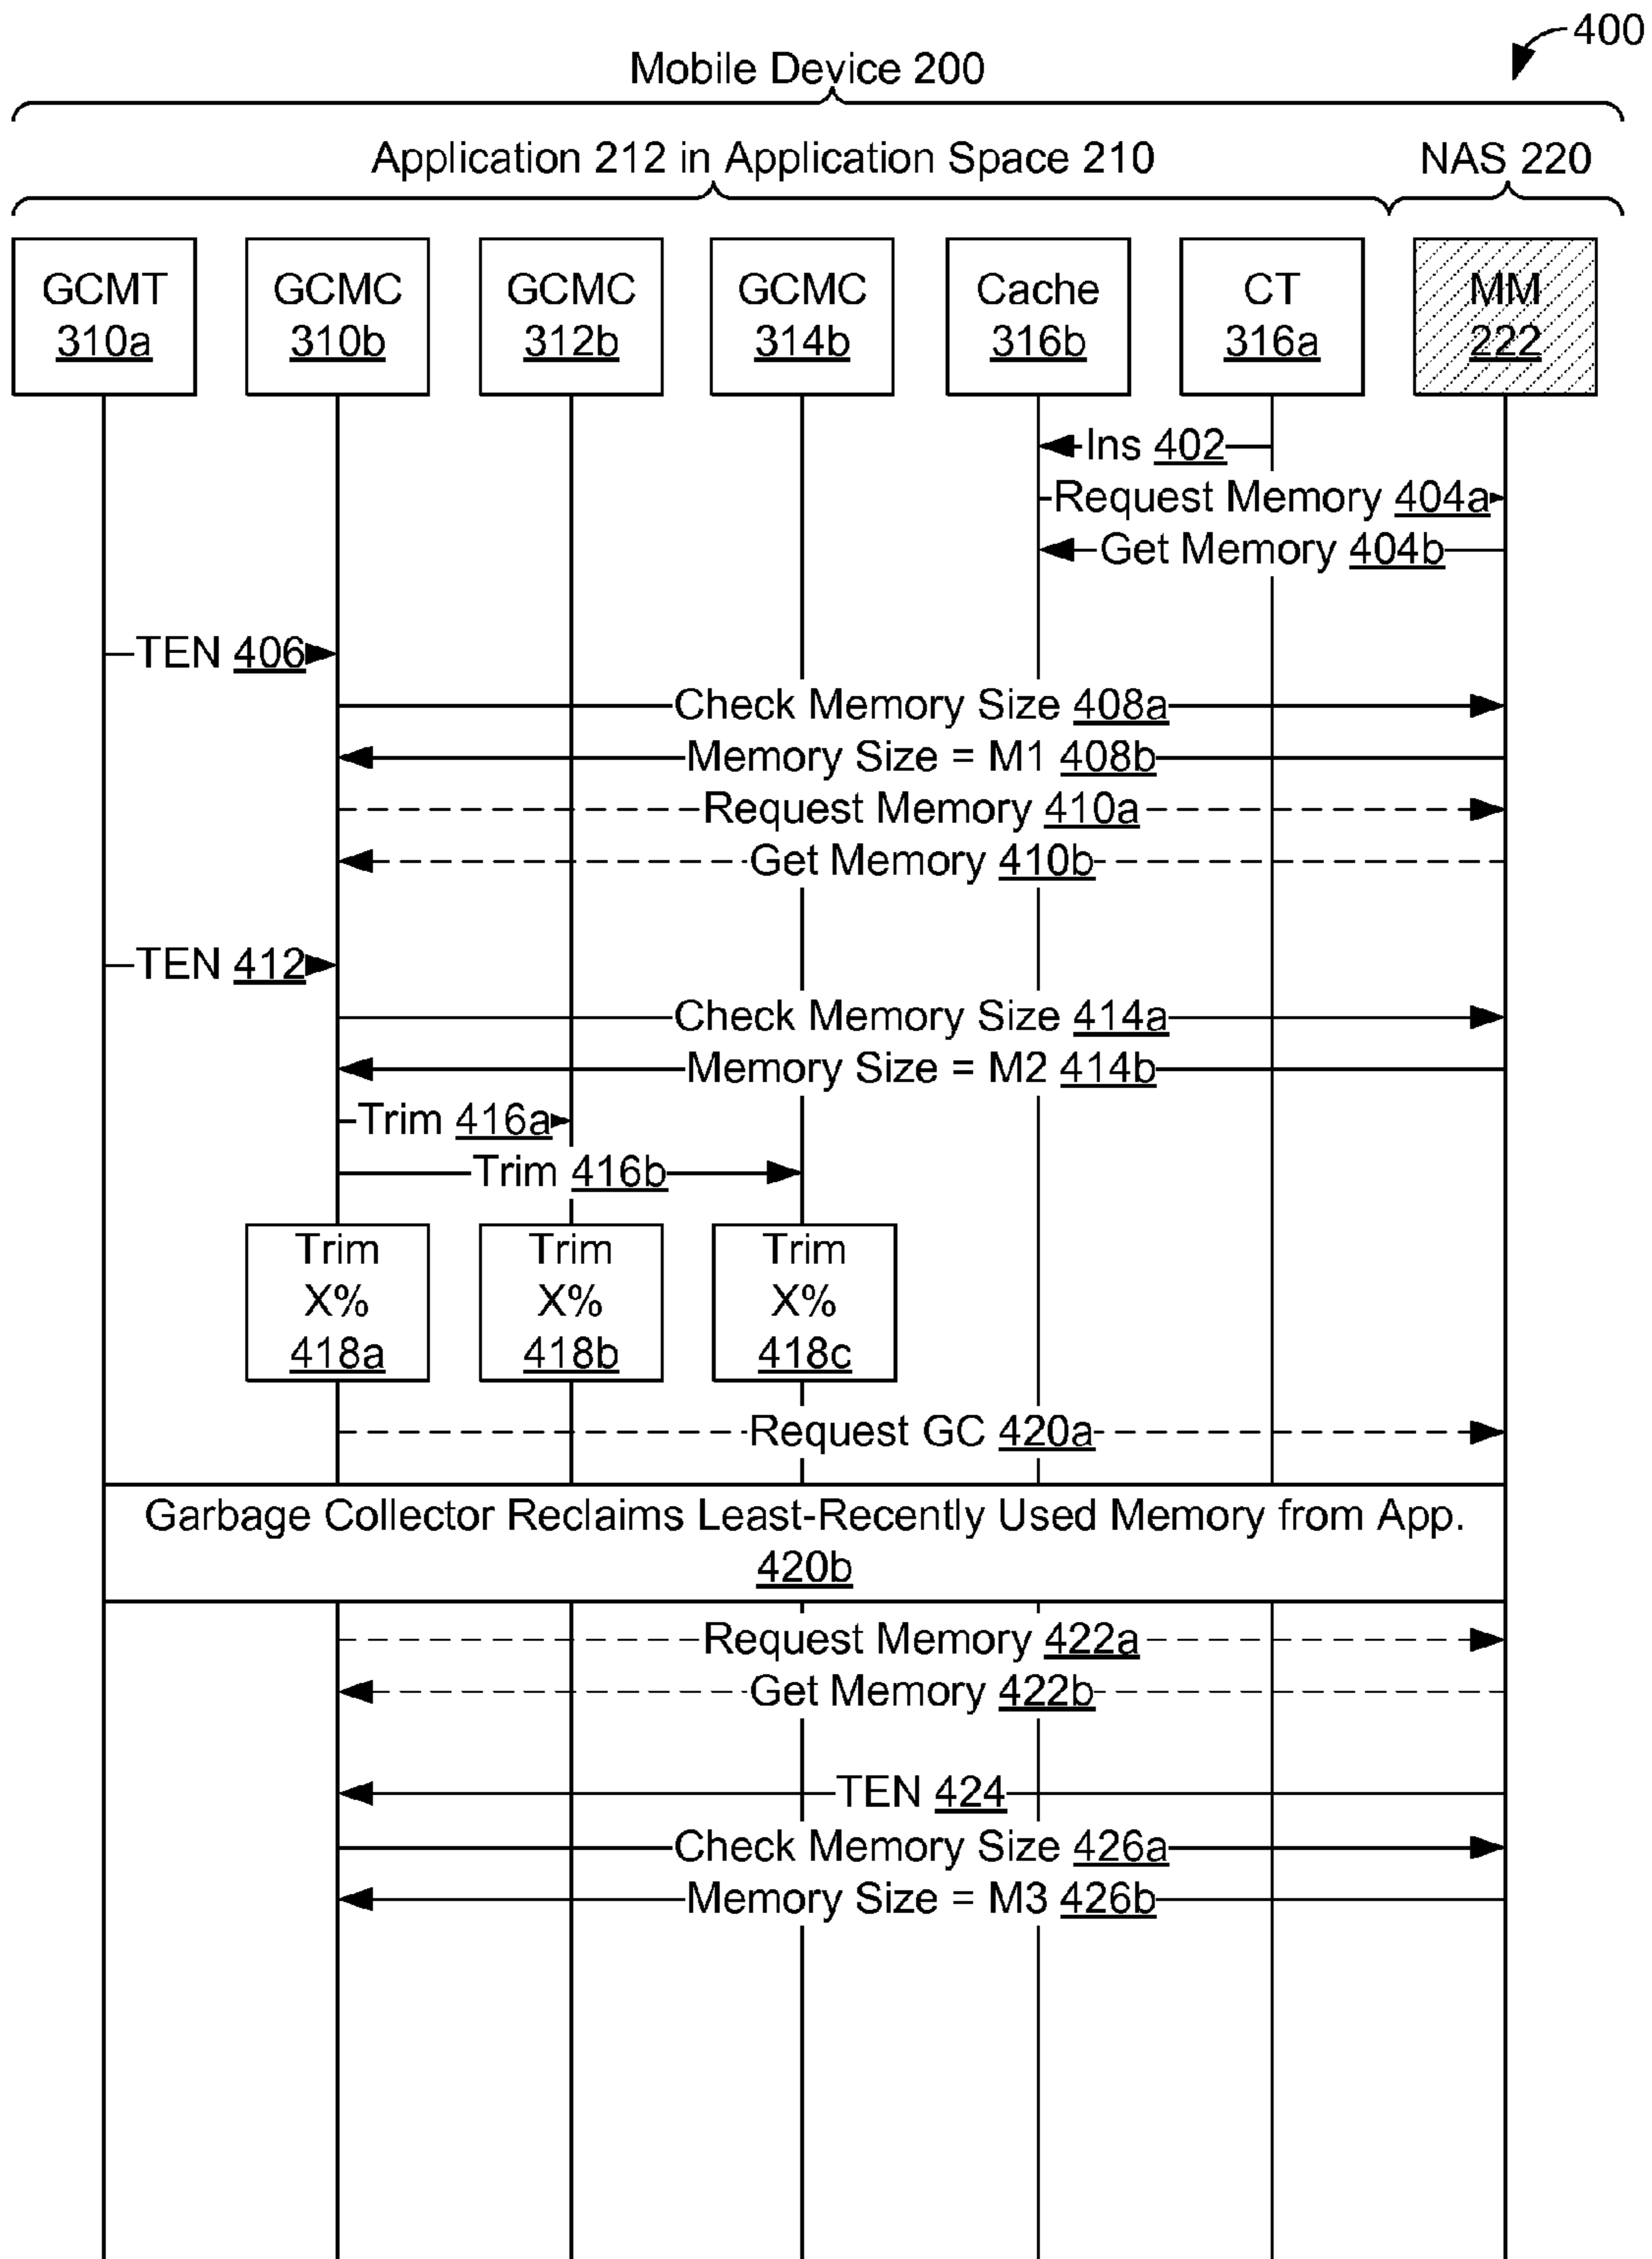 400
Mobile Device 200
Application 212 in Application Space 210
NAS 220
GCMT
310a
GCMC
310b
GCMC
312b
GCMC
314b
Cache
316b
CT
316a
MM
222
Ins 402
Request Memory 404a
Get Memory 404b
TEN 406
Check Memory Size 408a
Memory Size = M1 408b
Request Memory 410a
Get Memory 410b
TEN 412
Check Memory Size 414a
Memory Size = M2 414b
Trim 416a
Trim 416b
Trim
X%
418a
Trim
X%
418b
Trim
X%
418c
Request GC 420a
Garbage Collector Reclaims Least-Recently Used Memory from App.
420b
Request Memory 422a
Get Memory 422b
TEN 424
Check Memory Size 426a
Memory Size = M3 426b